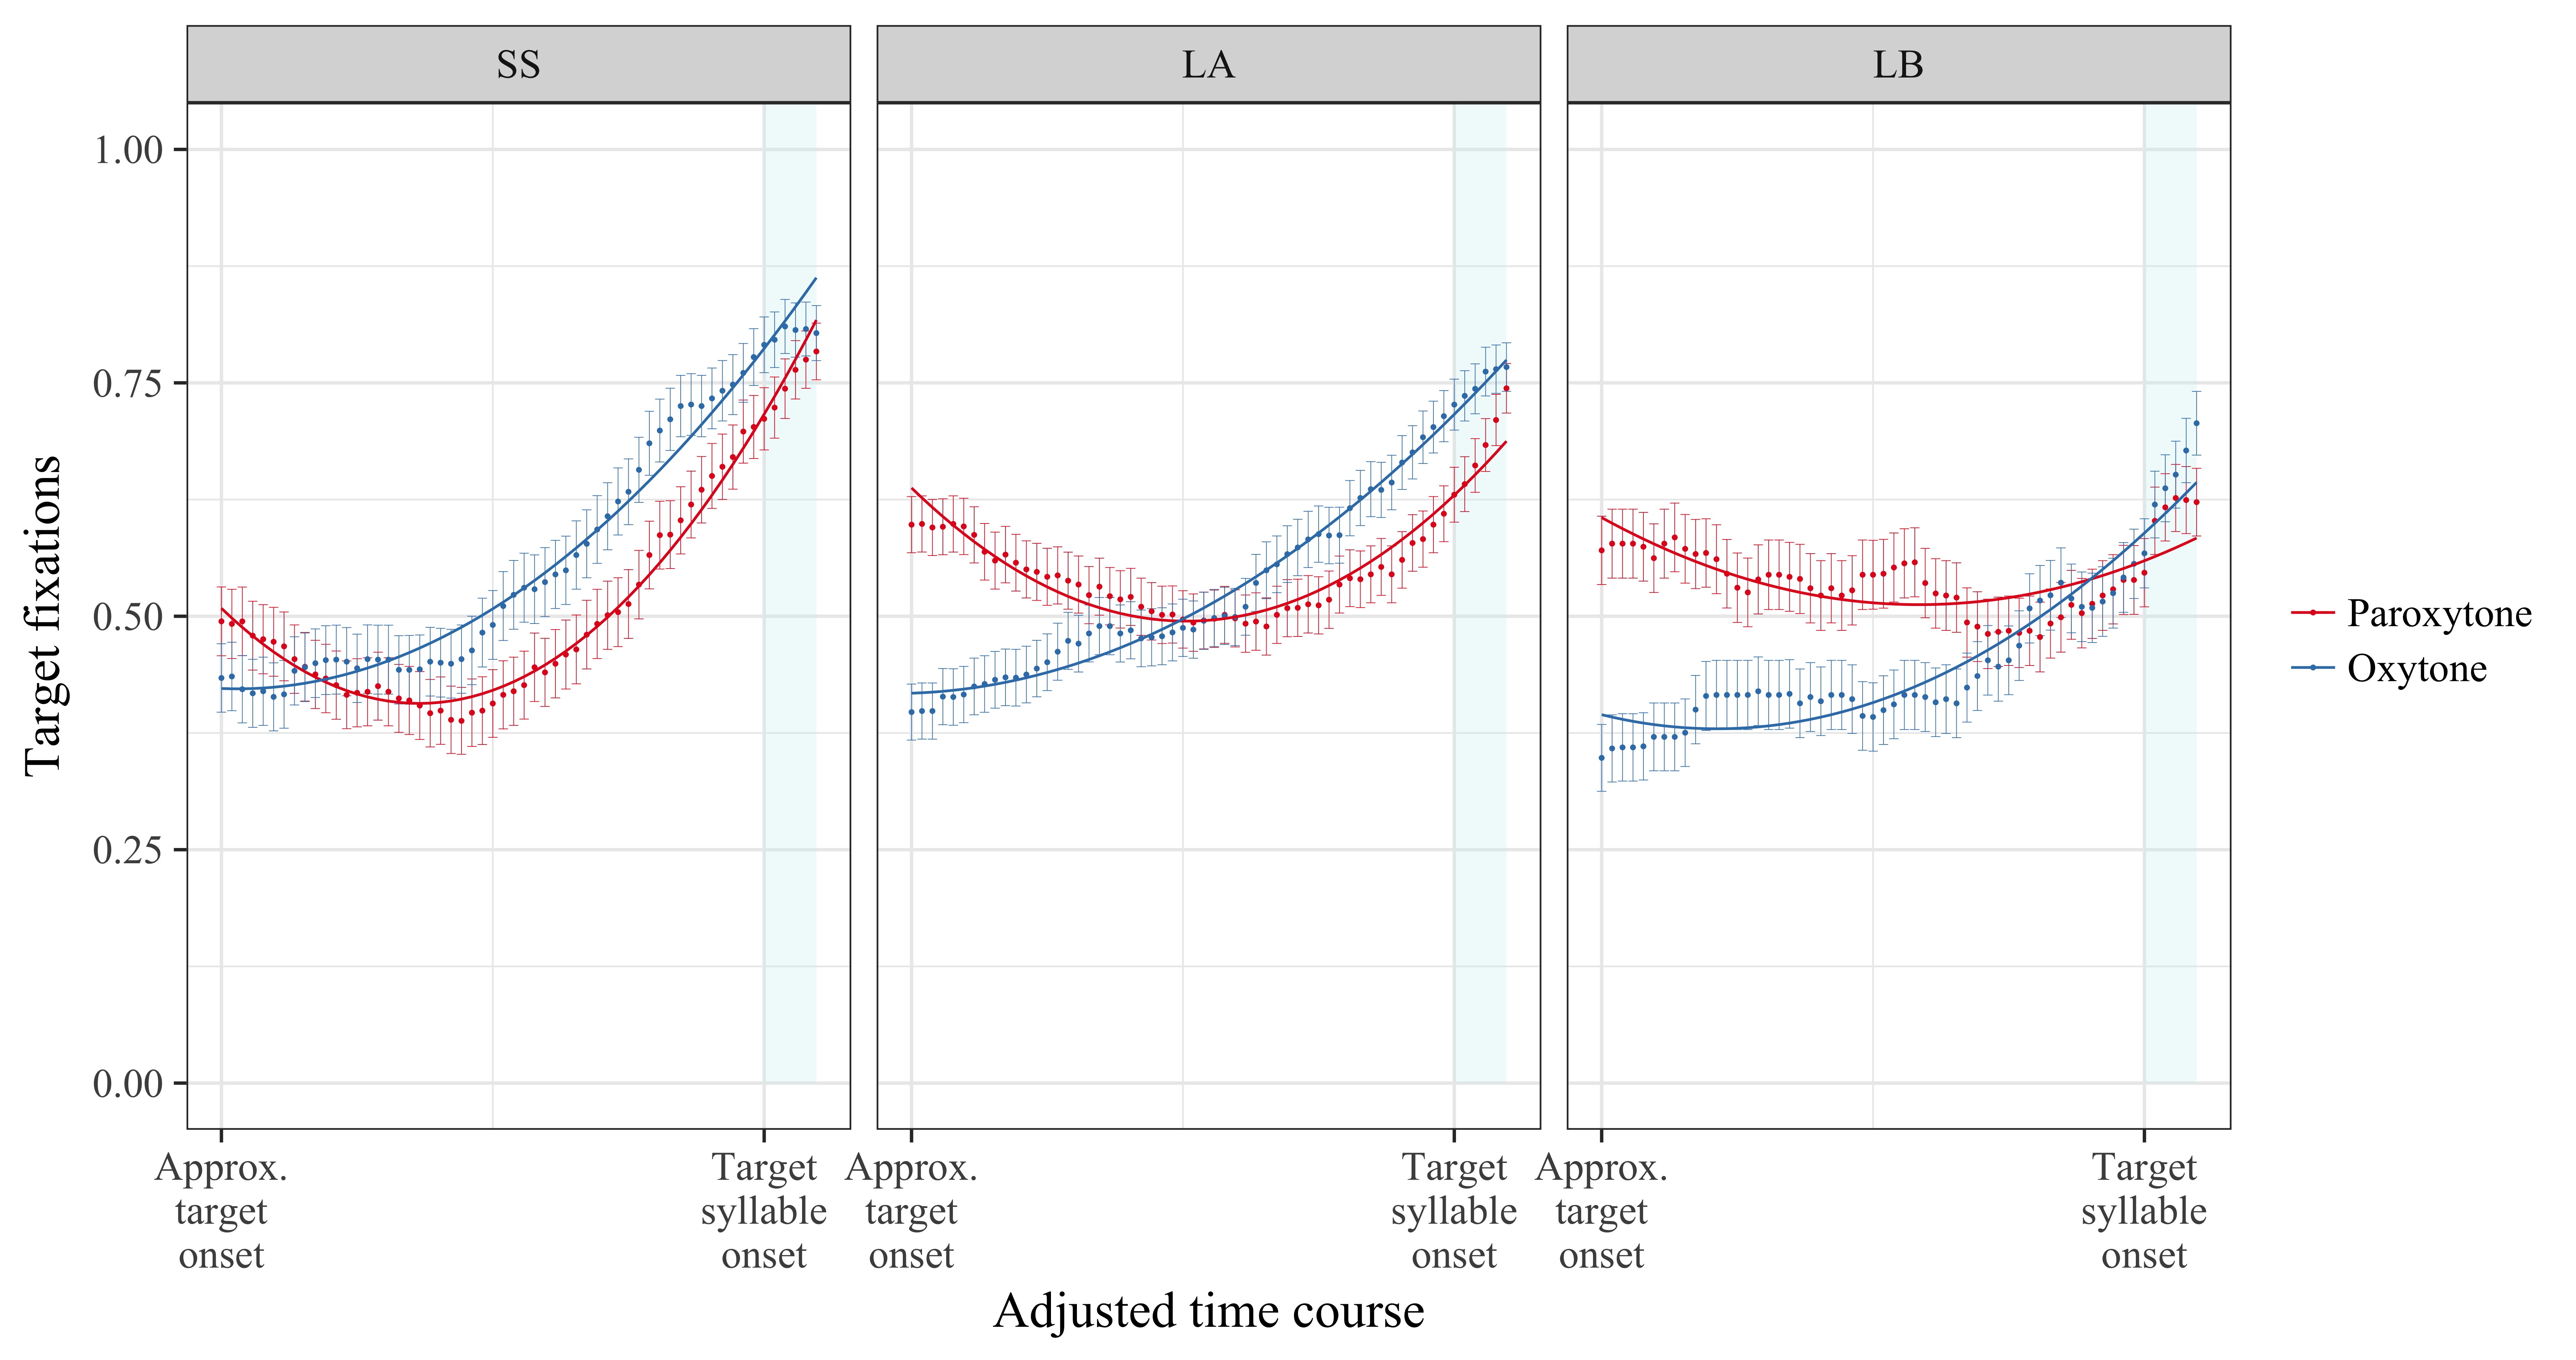 SS
LA
LB
1.00
0.75
0.50
0.25
0.00
Target fixations
Approx.
target
onset
Target
syllable
onset
Approx.
target
onset
Target
syllable
onset
Approx.
target
onset
Target
syllable
onset
Adjusted time course
Paroxytone
Oxytone